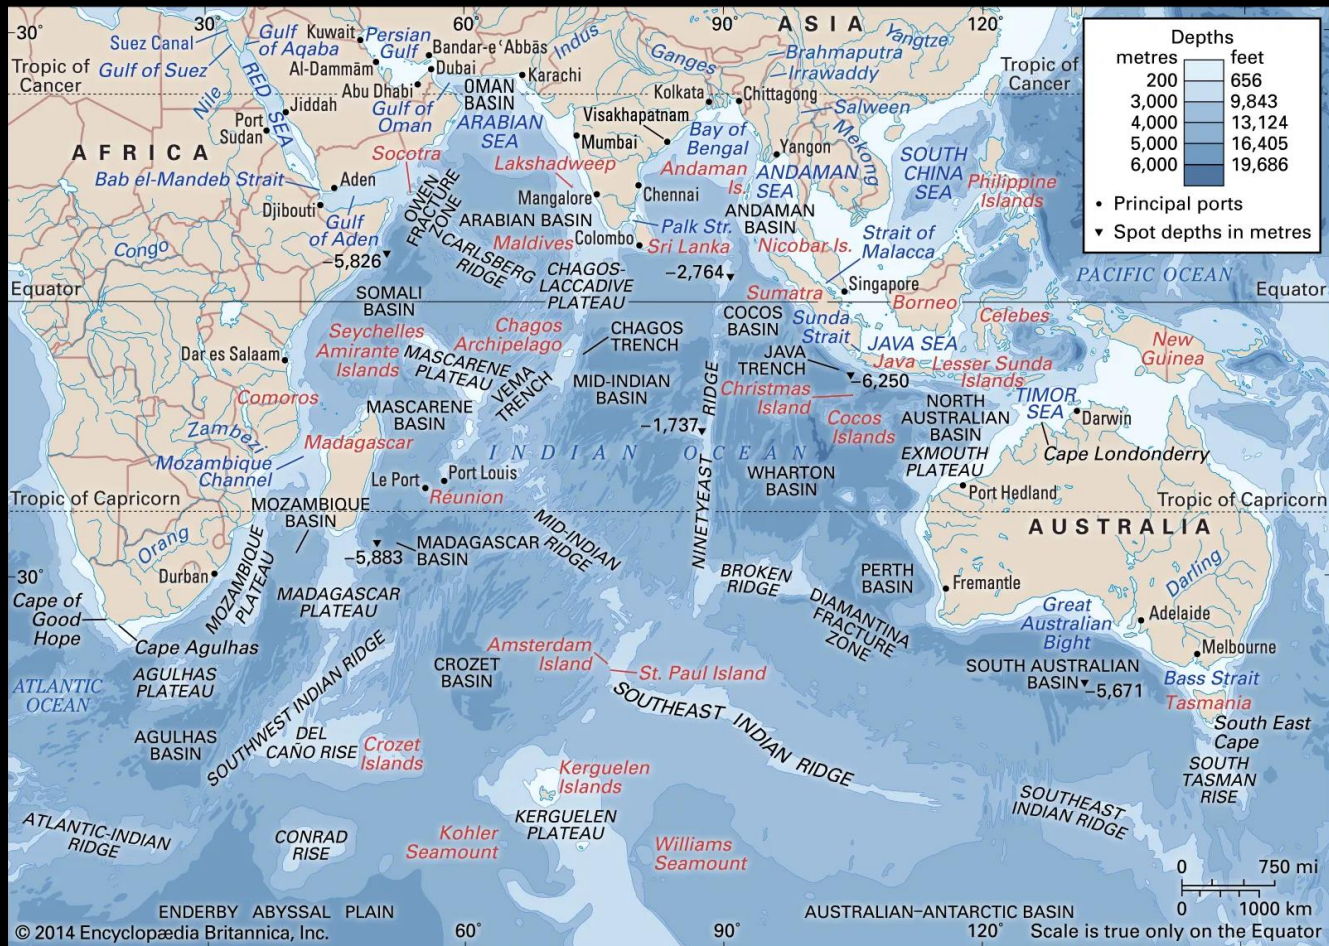 30°
60°
90°
120°
ASIA
30°
Suez Canal
Gulf
of Aqaba
Kuwait
Persian
Gulf
Bandar-e ʿAbbās
Indus
Ganges
Brahmaputra
Yangtze
Gulf of Suez
Al-Dammām
Dubai
Karachi
Irrawaddy
Tropic of
Cancer
Abu Dhabi
OMAN
BASIN
Kolkata
Chittagong
Tropic of
Cancer
Nile
RED SEA
Jiddah
Gulf of
Oman
ARABIAN
SEA
Visakhapatnam
Salween
Port
Sudan
Mumbai
Bay of
Bengal
Mekong
AFRICA
Socotra
Lakshadweep
Andaman
Is.
Yangon
SOUTH
CHINA
SEA
Bab el-Mandeb Strait
Aden
Mangalore
Chennai
ANDAMAN
SEA
Philippine
Islands
Djibouti
OWEN
FRACTURE
ZONE
ARABIAN BASIN
ANDAMAN
BASIN
Gulf
of Aden
Palk Str.
Strait of
Malacca
Congo
CARLSBERG
RIDGE
Maldives
Colombo
Sri Lanka
Nicobar Is.
–5,826
CHAGOS-
LACCADIVE
PLATEAU
–2,764
PACIFIC OCEAN
Equator
SOMALI
BASIN
Sumatra
Singapore
Borneo
Equator
Seychelles
Amirante
Islands
Chagos
Archipelago
CHAGOS
TRENCH
COCOS
BASIN
Sunda
Strait
Celebes
Dar es Salaam
MASCARENE
PLATEAU
JAVA SEA
New
Guinea
VEMA
TRENCH
MID-INDIAN
BASIN
JAVA
TRENCH
Java
Lesser Sunda
Islands
–6,250
Comoros
MASCARENE
BASIN
Christmas
Island
NORTH
AUSTRALIAN
BASIN
TIMOR
SEA
Darwin
Zambezi
Madagascar
–1,737
Cocos
Islands
INDIAN OCEAN
EXMOUTH
PLATEAU
Cape Londonderry
Mozambique
Channel
Le Port
Port Louis
Réunion
WHARTON
BASIN
Port Hedland
Tropic of Capricorn
MOZAMBIQUE
BASIN
Tropic of Capricorn
NINETYEAST RIDGE
AUSTRALIA
Orang
MOZAMBIQUE
PLATEAU
–5,883
MADAGASCAR
BASIN
MID-INDIAN
RIDGE
30°
Durban
MADAGASCAR
PLATEAU
BROKEN
RIDGE
PERTH
BASIN
Fremantle
Darling
Cape of
Good
Hope
Cape Agulhas
DIAMANTINA
FRACTURE
ZONE
Great
Australian
Bight
Adelaide
Amsterdam
Island
Melbourne
AGULHAS
PLATEAU
SOUTHWEST INDIAN RIDGE
CROZET
BASIN
St. Paul Island
SOUTH AUSTRALIAN
BASIN
–5,671
Bass Strait
ATLANTIC
OCEAN
SOUTHEAST INDIAN RIDGE
Tasmania
AGULHAS
BASIN
DEL
CAÑO RISE
Crozet
Islands
South East
Cape
Kerguelen
Islands
SOUTH
TASMAN
RISE
ATLANTIC-INDIAN
RIDGE
CONRAD
RISE
Kohler
Seamount
KERGUELEN
PLATEAU
Williams
Seamount
SOUTHEAST
INDIAN RIDGE
ENDERBY ABYSSAL PLAIN
AUSTRALIAN–ANTARCTIC BASIN
60°
90°
120°
© 2014 Encyclopædia Britannica, Inc.
0 750 mi
0 1000 km
Scale is true only on the Equator
Depths
metres feet
200 656
3,000 9,843
4,000 13,124
5,000 16,405
6,000 19,686
• Principal ports
▼ Spot depths in metres